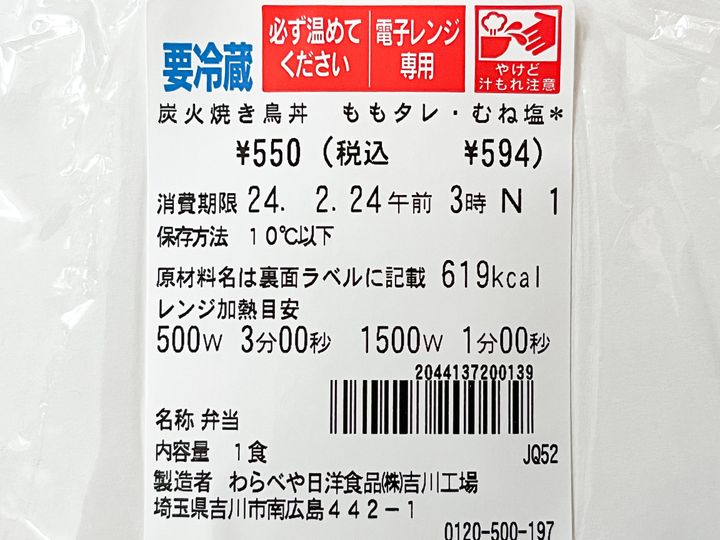 要冷蔵
必ず温めて
ください
電子レンジ
専用
やけど
汁もれ注意
炭火焼き鳥丼 ももタレ・むね塩*
¥550(税込 ¥594)
消費期限 24. 2. 24午前 3時 N 1
保存方法 10℃以下
原材料名は裏面ラベルに記載 619kcal
レンジ加熱目安
500W 3分00秒 1500W 1分00秒
2044137200139
名称 弁当
内容量 1食
JQ52
製造者 わらべや日洋食品㈱吉川工場
埼玉県吉川市南広島442-1
0120-500-197